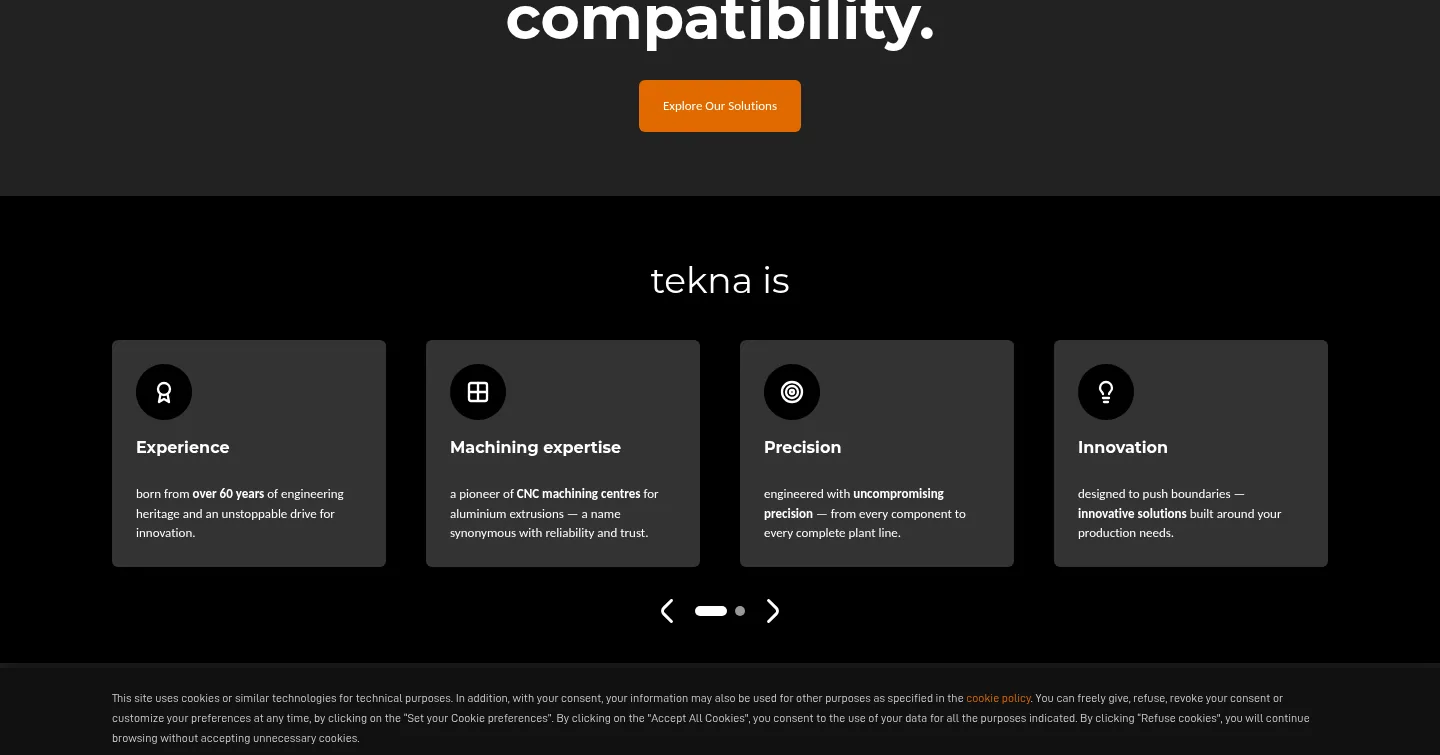 compatibility.
Explore Our Solutions
tekna is
Experience
born from over 60 years of engineering
heritage and an unstoppable drive for
innovation.
Machining expertise
a pioneer of CNC machining centres for
aluminium extrusions — a name
synonymous with reliability and trust.
Precision
engineered with uncompromising
precision — from every component to
every complete plant line.
Innovation
designed to push boundaries —
innovative solutions built around your
production needs.
This site uses cookies or similar technologies for technical purposes. In addition, with your consent, your information may also be used for other purposes as specified in the cookie policy. You can freely give, refuse, revoke your consent or
customize your preferences at any time, by clicking on the "Set your Cookie preferences". By clicking on the "Accept All Cookies", you consent to the use of your data for all the purposes indicated. By clicking "Refuse cookies", you will continue
browsing without accepting unnecessary cookies.